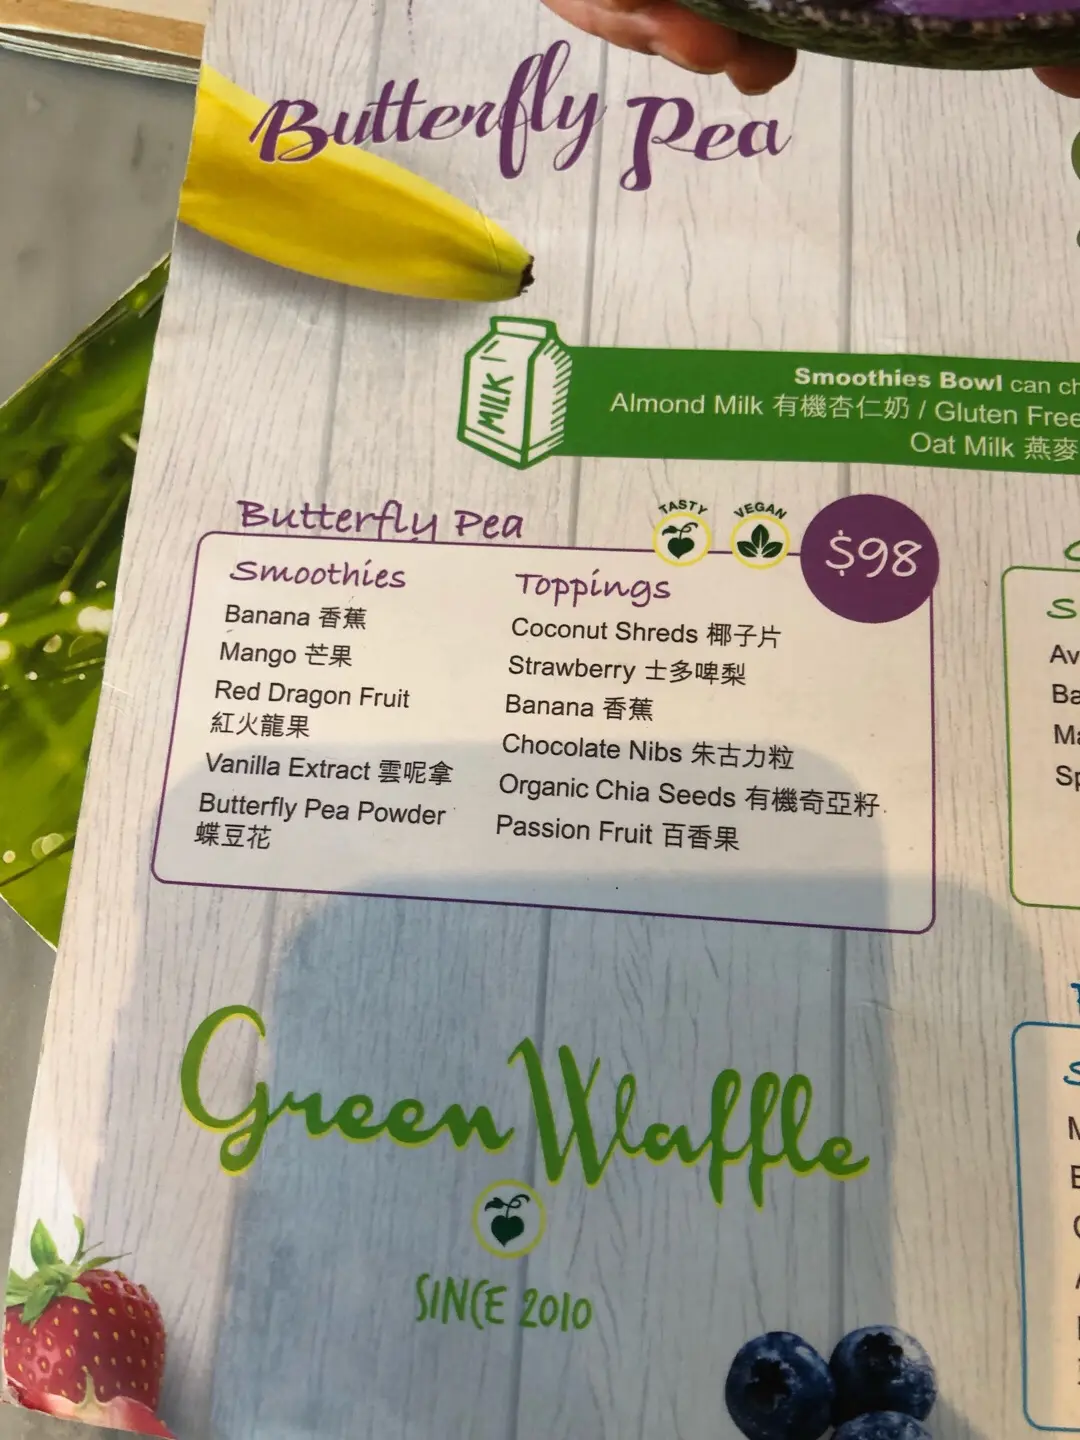 Butterfly Pea
MILK
Smoothies Bowl can
Almond Milk 有機杏仁奶 / Gluten Free
Oat Milk 燕麥
Butterfly Pea
TASTY
VEGAN
$98
Smoothies
Banana 香蕉
Mango 芒果
Red Dragon Fruit
紅火龍果
Vanilla Extract 雲呢拿
Butterfly Pea Powder
蝶豆花
Toppings
Coconut Shreds 椰子片
Strawberry 士多啤梨
Banana 香蕉
Chocolate Nibs 朱古力粒
Organic Chia Seeds 有機奇亞籽
Passion Fruit 百香果
Green Waffle
SINCE 2010